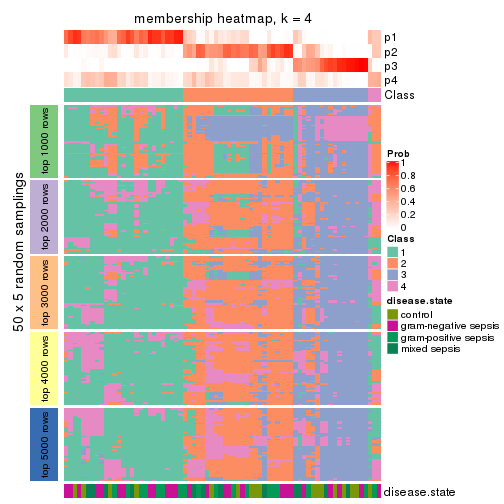 membership heatmap, k = 4
p1
p2
p3
p4
Class
50 x 5 random samplings
top 1000 rows
top 2000 rows
top 3000 rows
top 4000 rows
top 5000 rows
Prob
1
0.8
0.6
0.4
0.2
0
Class
1
2
3
4
disease.state
control
gram-negative sepsis
gram-positive sepsis
mixed sepsis
disease.state